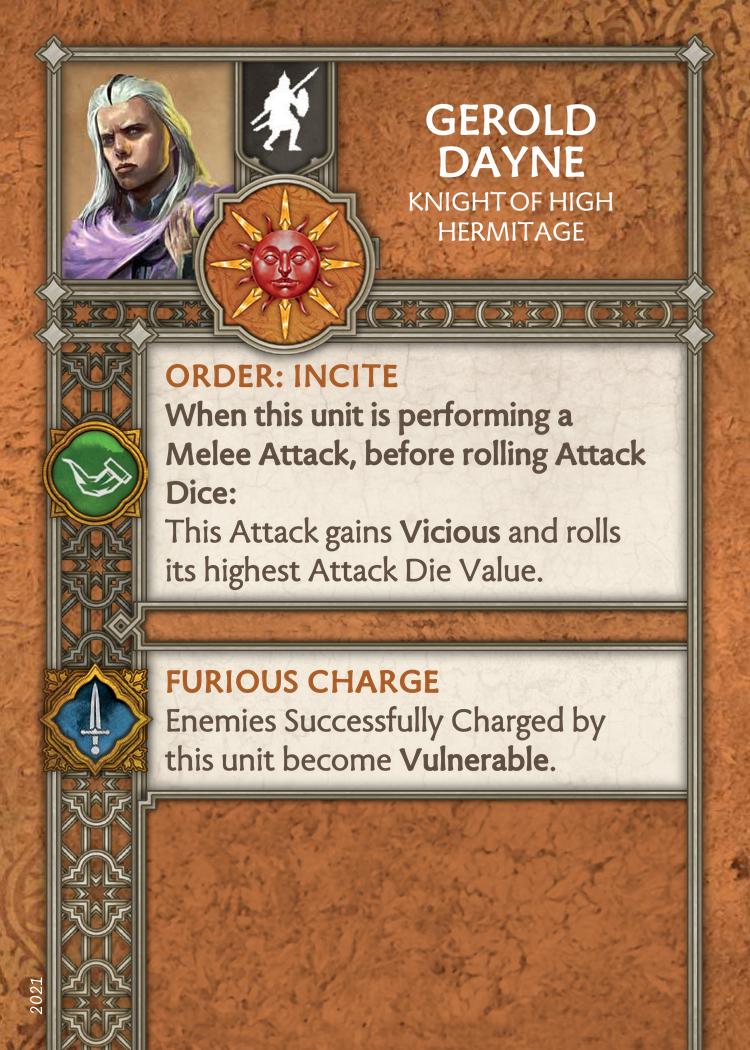 GEROLD
DAYNE
KNIGHT OF HIGH
HERMITAGE
ORDER: INCITE
When this unit is performing a
Melee Attack, before rolling Attack
Dice:
This Attack gains Vicious and rolls
its highest Attack Die Value.
FURIOUS CHARGE
Enemies Successfully Charged by
this unit become Vulnerable.
2021